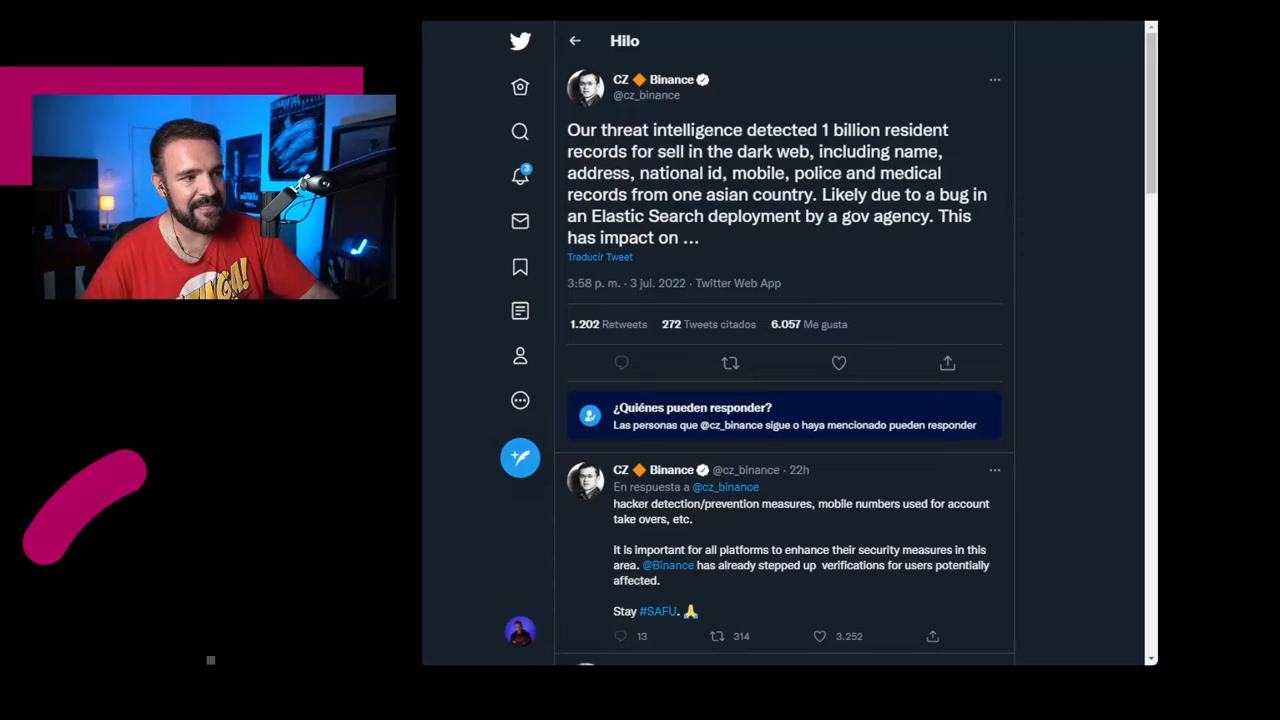 Hilo
CZ 🔶 Binance
@cz_binance
Our threat intelligence detected 1 billion resident
records for sell in the dark web, including name,
address, national id, mobile, police and medical
records from one asian country. Likely due to a bug in
an Elastic Search deployment by a gov agency. This
has impact on ...
Traducir Tweet
3:58 p. m. · 3 jul. 2022 · Twitter Web App
1.202 Retweets 272 Tweets citados 6.057 Me gusta
¿Quiénes pueden responder?
Las personas que @cz_binance sigue o haya mencionado pueden responder
CZ 🔶 Binance @cz_binance · 22h
En respuesta a @cz_binance
hacker detection/prevention measures, mobile numbers used for account
take overs, etc.
It is important for all platforms to enhance their security measures in this
area. @Binance has already stepped up verifications for users potentially
affected.
Stay #SAFU. 🙏
13 314 3.252
3